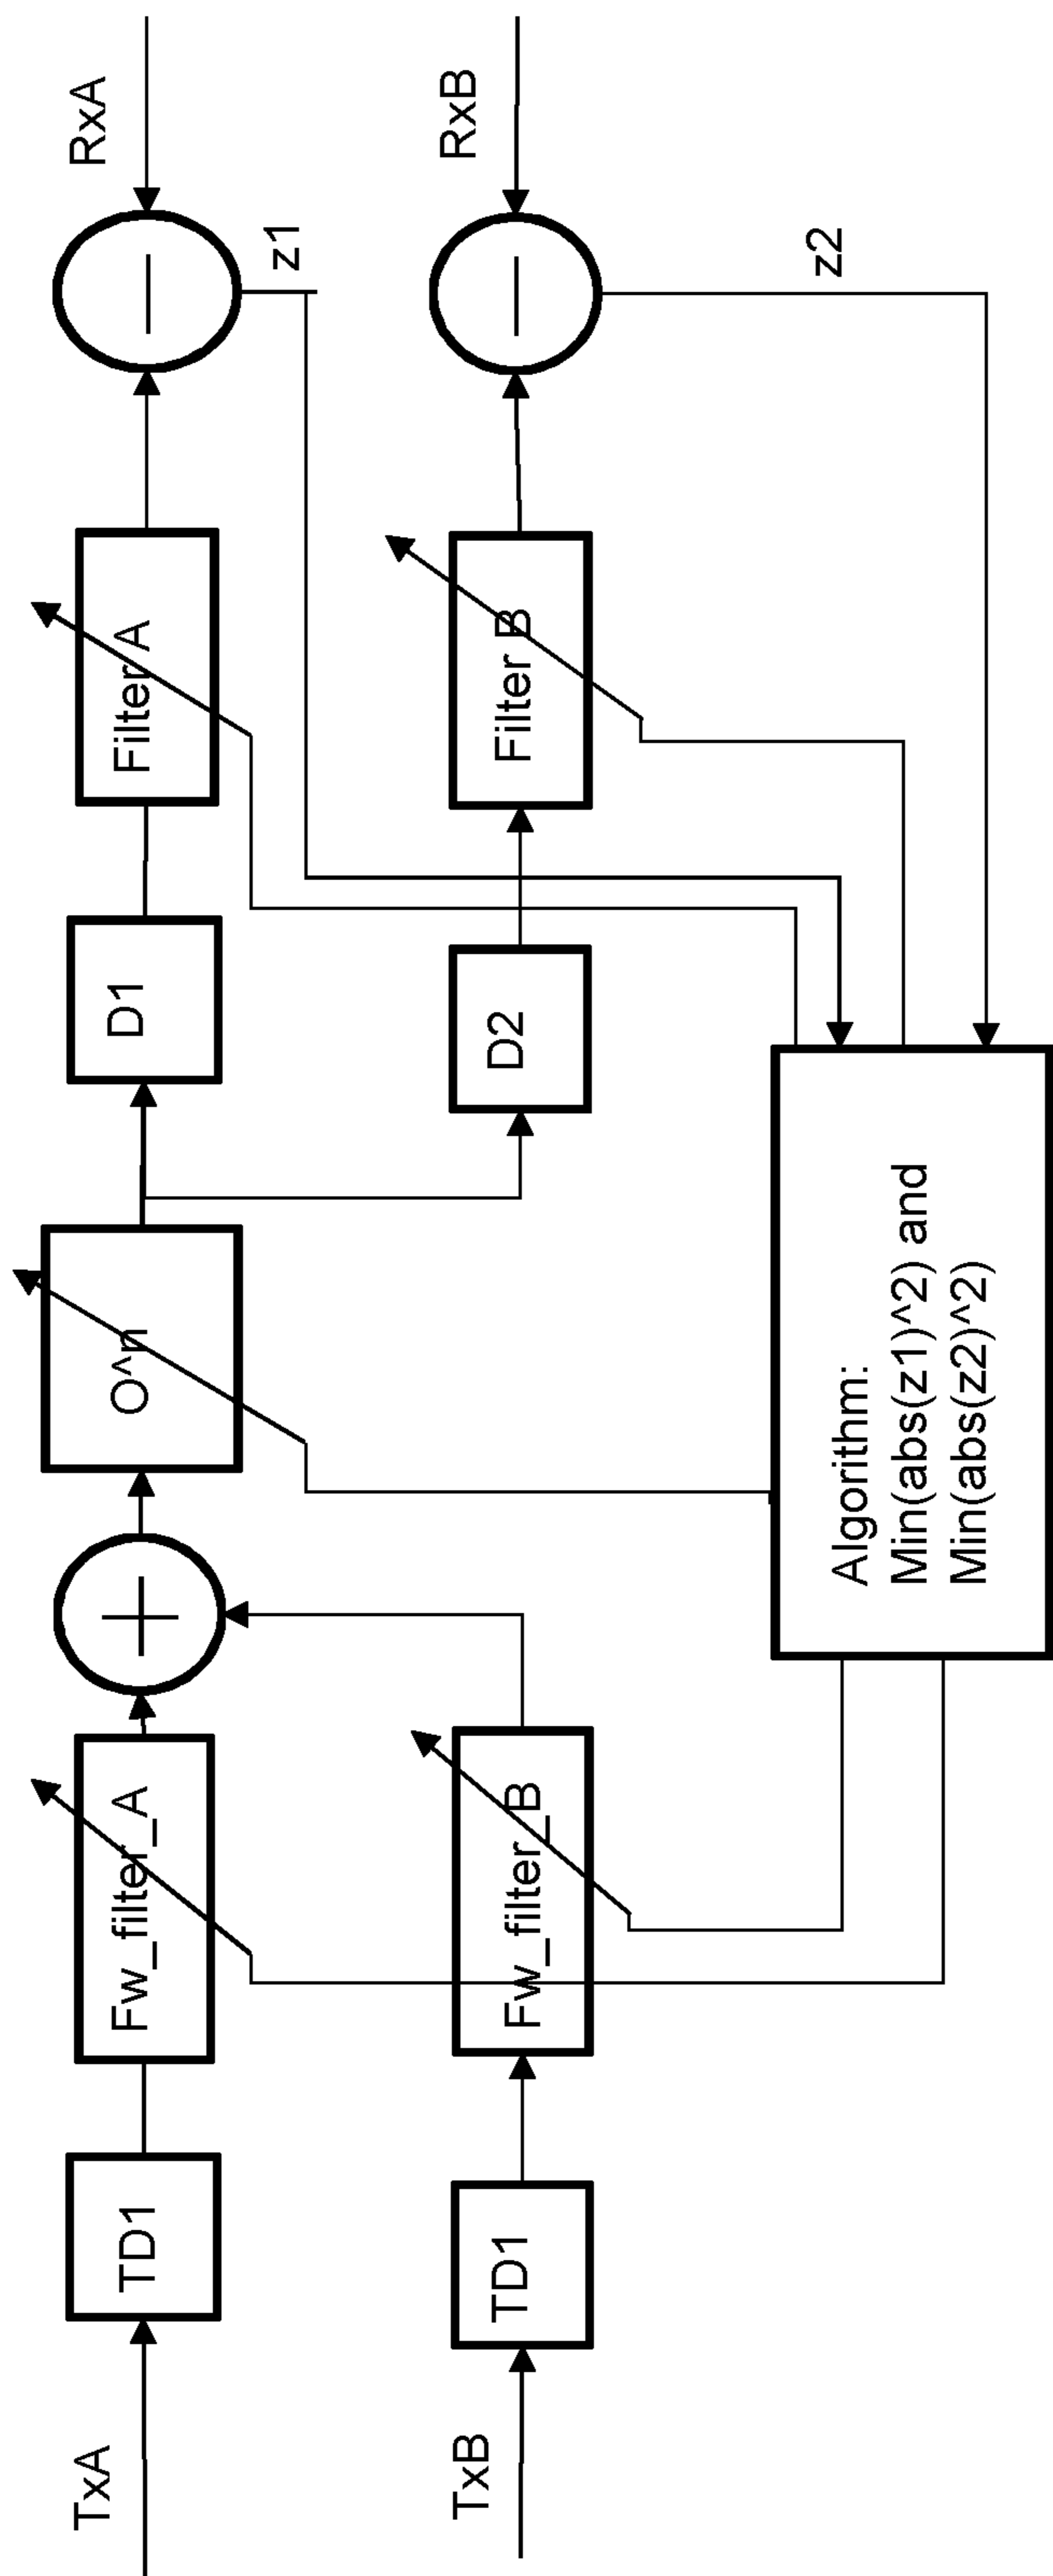 TxA
TD1
Fw_filter_A
+
O^n
D1
Filter A
—
RxA
z1
TxB
TD1
Fw_filter_B
D2
Filter B
—
RxB
z2
Algorithm:
Min(abs(z1)^2) and
Min(abs(z2)^2)